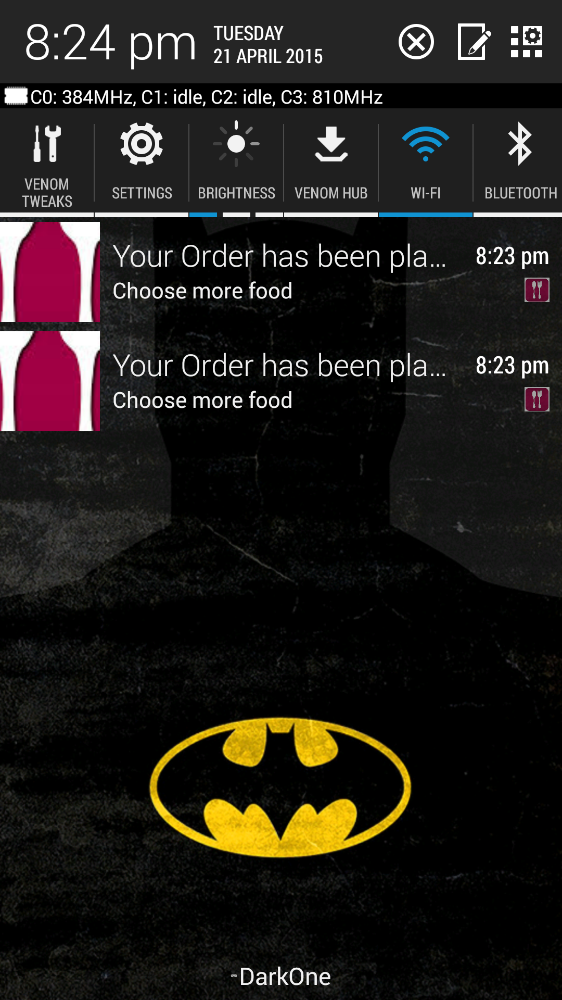 8:24 pm
TUESDAY
21 APRIL 2015
C0: 384MHz, C1: idle, C2: idle, C3: 810MHz
VENOM TWEAKS
SETTINGS
BRIGHTNESS
VENOM HUB
WI-FI
BLUETOOTH
Your Order has been pla... 8:23 pm
Choose more food
Your Order has been pla... 8:23 pm
Choose more food
DarkOne